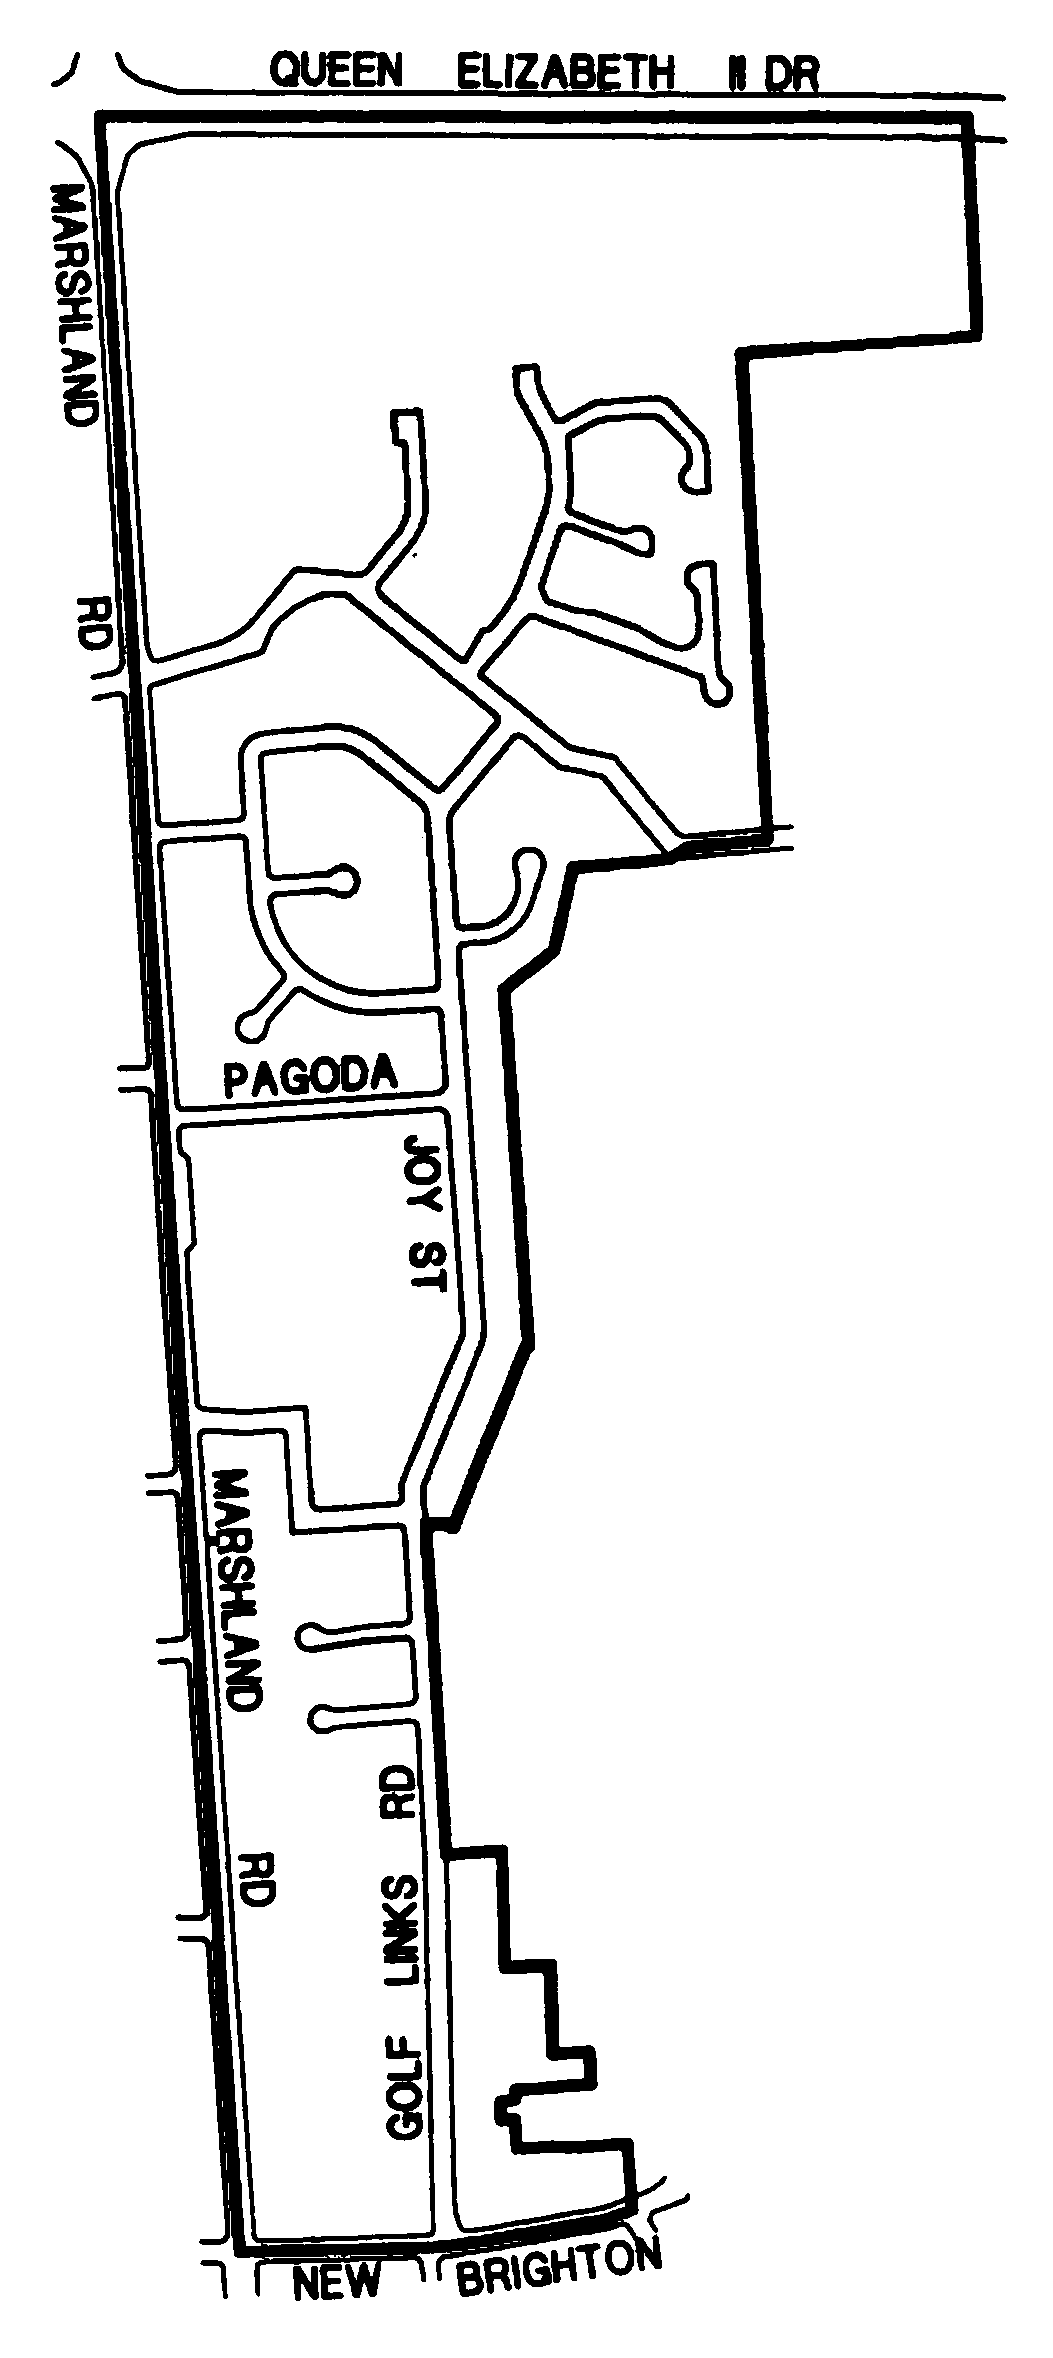 QUEEN ELIZABETH II DR
MARSHLAND RD
PAGODA
JOY ST
MARSHLAND RD
GOLF LINKS RD
NEW BRIGHTON